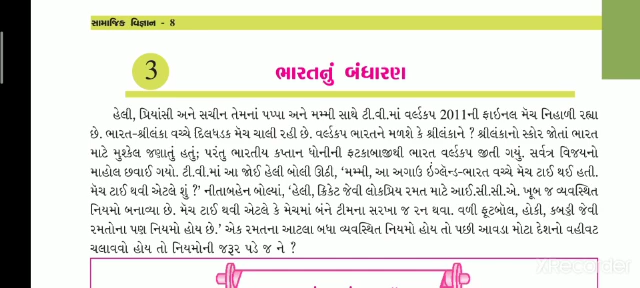 સામાજિક વિજ્ઞાન - 8
3
ભારતનું બંધારણ
હેલી, પ્રિયાંસી અને સચીન તેમનાં પપ્પા અને મમ્મી સાથે ટી.વી.માં વર્લ્ડકપ 2011ની ફાઇનલ મૅચ નિહાળી રહ્યા
છે. ભારત-શ્રીલંકા વચ્ચે દિલધડક મૅચ ચાલી રહી છે. વર્લ્ડકપ ભારતને મળશે કે શ્રીલંકાને ? શ્રીલંકાનો સ્કોર જોતાં ભારત
માટે મુશ્કેલ જણાતું હતું; પરંતુ ભારતીય કપ્તાન ધોનીની ફટકાબાજીથી ભારત વર્લ્ડકપ જીતી ગયું. સર્વત્ર વિજયનો
માહોલ છવાઈ ગયો. ટી.વી.માં આ જોઈ હેલી બોલી ઊઠી, ‘મમ્મી, આ અગાઉ ઇંગ્લૅન્ડ-ભારત વચ્ચે મૅચ ટાઈ થઈ હતી.
મૅચ ટાઈ થવી એટલે શું ?’ નીતાબહેન બોલ્યાં, ‘હેલી, ક્રિકેટ જેવી લોકપ્રિય રમત માટે આઈ.સી.સી.એ. ખૂબ જ વ્યવસ્થિત
નિયમો બનાવ્યા છે. મૅચ ટાઈ થવી એટલે કે મેચમાં બંને ટીમના સરખા જ રન થવા. વળી ફૂટબોલ, હોકી, કબડ્ડી જેવી
રમતોના પણ નિયમો હોય છે.’ એક રમતના આટલા બધા વ્યવસ્થિત નિયમો હોય તો પછી આવડા મોટા દેશનો વહીવટ
ચલાવવો હોય તો નિયમોની જરૂર પડે જ ને ?
XRecorder